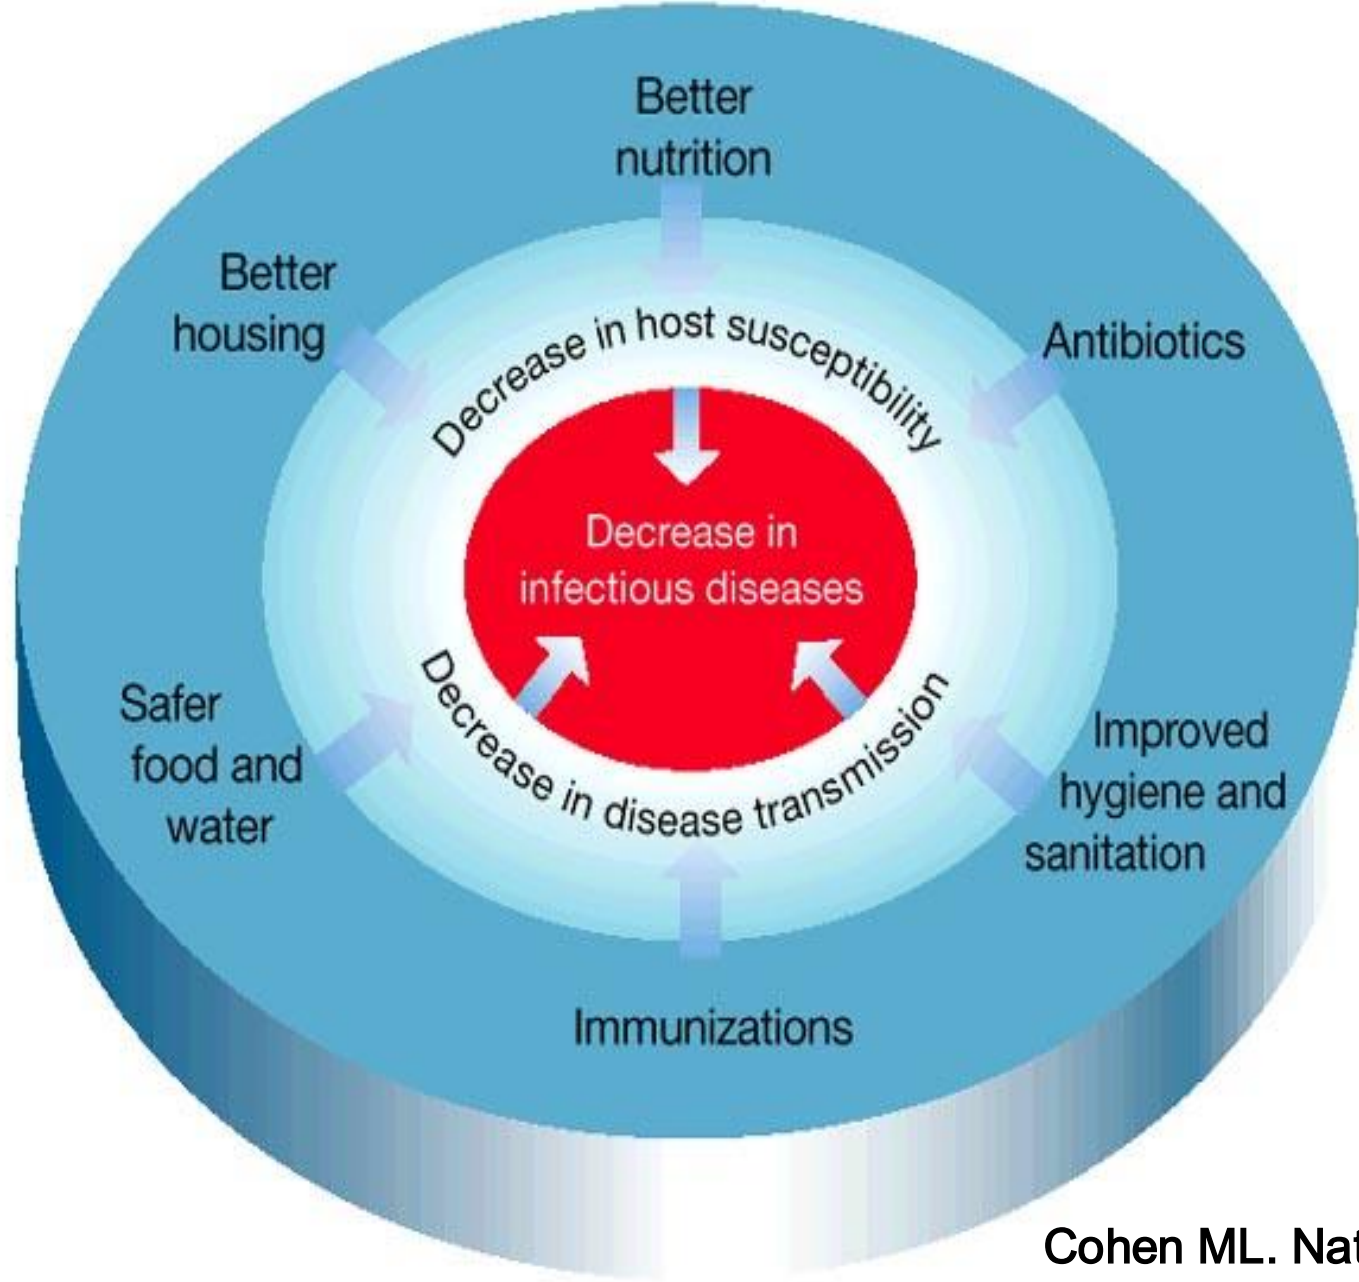 Better
nutrition
Better
housing
Antibiotics
Decrease in host susceptibility
Decrease in
infectious diseases
Decrease in disease transmission
Safer
food and
water
Improved
hygiene and
sanitation
Immunizations
Cohen ML. Nat